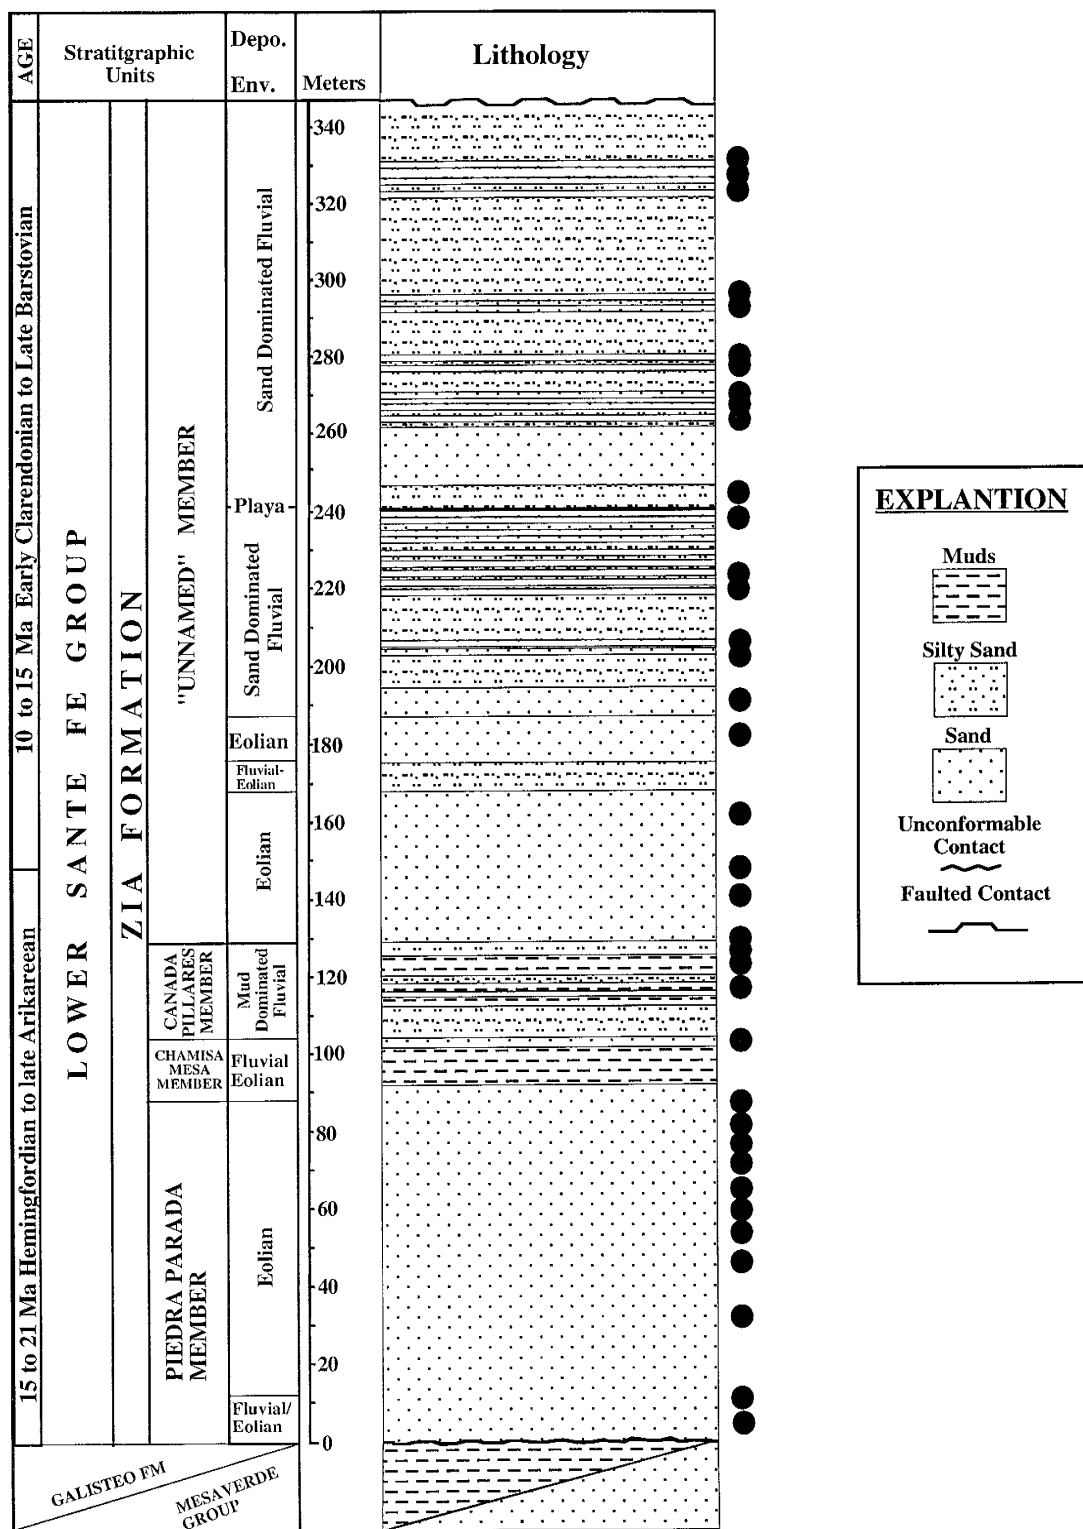 AGE
Stratitgraphic
Units
Depo.
Env.
Meters
Lithology
10 to 15 Ma Early Clarendonian to Late Barstovian
15 to 21 Ma Hemingfordian to late Arikareean
LOWER SANTE FE GROUP
ZIA FORMATION
"UNNAMED" MEMBER
CANADA
PILLARES
MEMBER
CHAMISA
MESA
MEMBER
PIEDRA PARADA
MEMBER
Sand Dominated Fluvial
Playa
Sand Dominated
Fluvial
Eolian
Fluvial-
Eolian
Eolian
Mud
Dominated
Fluvial
Fluvial
Eolian
Eolian
Fluvial/
Eolian
340
320
300
280
260
240
220
200
180
160
140
120
100
80
60
40
20
0
GALISTEO FM
MESAVERDE
GROUP
EXPLANTION
Muds
Silty Sand
Sand
Unconformable
Contact
Faulted Contact